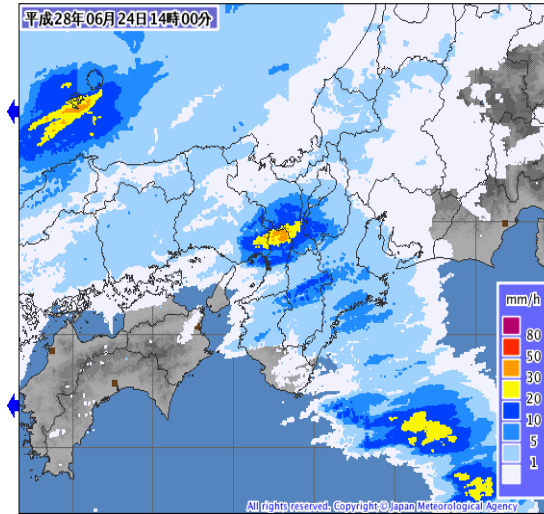 平成28年06月24日14時00分
mm/h
80
50
30
20
10
5
1
All rights reserved. Copyright © Japan Meteorological Agency